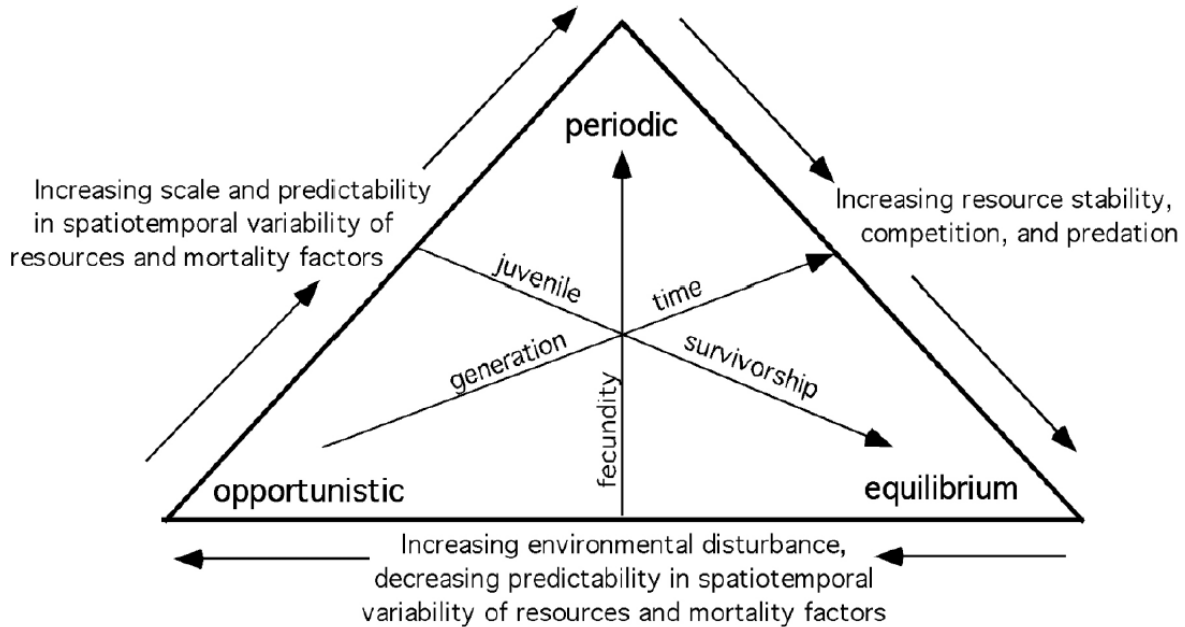 periodic
Increasing scale and predictability
in spatiotemporal variability of
resources and mortality factors
Increasing resource stability,
competition, and predation
juvenile
time
generation
survivorship
fecundity
opportunistic
equilibrium
Increasing environmental disturbance,
decreasing predictability in spatiotemporal
variability of resources and mortality factors